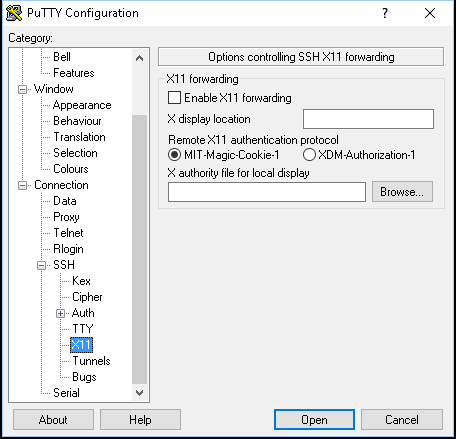 PuTTY Configuration
Category:
Bell
Features
Window
Appearance
Behaviour
Translation
Selection
Colours
Connection
Data
Proxy
Telnet
Rlogin
SSH
Kex
Cipher
Auth
TTY
X11
Tunnels
Bugs
Serial
Options controlling SSH X11 forwarding
X11 forwarding
Enable X11 forwarding
X display location
Remote X11 authentication protocol
MIT-Magic-Cookie-1 XDM-Authorization-1
X authority file for local display
Browse...
About Help Open Cancel